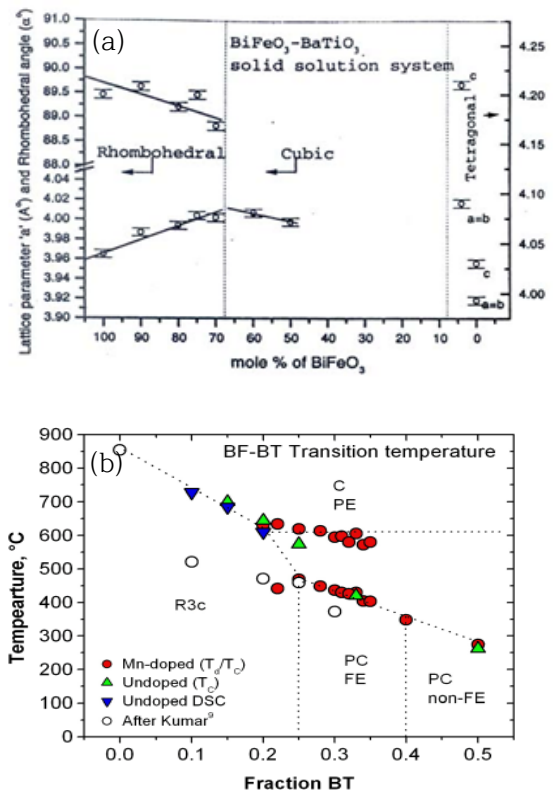 (a)
BiFeO₃-BaTiO₃
solid solution system
Lattice parameter 'a' (A°) and Rhombohedral angle (α°)
91.0
90.5
90.0
89.5
89.0
88.5
88.0
4.04
4.02
4.00
3.98
3.96
3.94
3.92
3.90
Rhombohedral
Cubic
Tetragonal
c
a=b
c
a=b
4.25
4.20
4.15
4.10
4.05
4.00
100 90 80 70 60 50 40 30 20 10 0
mole % of BiFeO₃
(b)
BF-BT Transition temperature
C
PE
R3c
PC
FE
PC
non-FE
Mn-doped (T_d/T_C)
Undoped (T_C)
Undoped DSC
After Kumar⁹
Tempearture, °C
900
800
700
600
500
400
300
200
100
0
0.0 0.1 0.2 0.3 0.4 0.5
Fraction BT